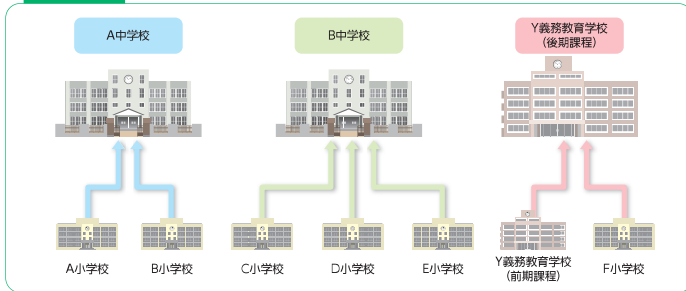 A中学校
B中学校
Y義務教育学校
(後期課程)
A小学校
B小学校
C小学校
D小学校
E小学校
Y義務教育学校
(前期課程)
F小学校